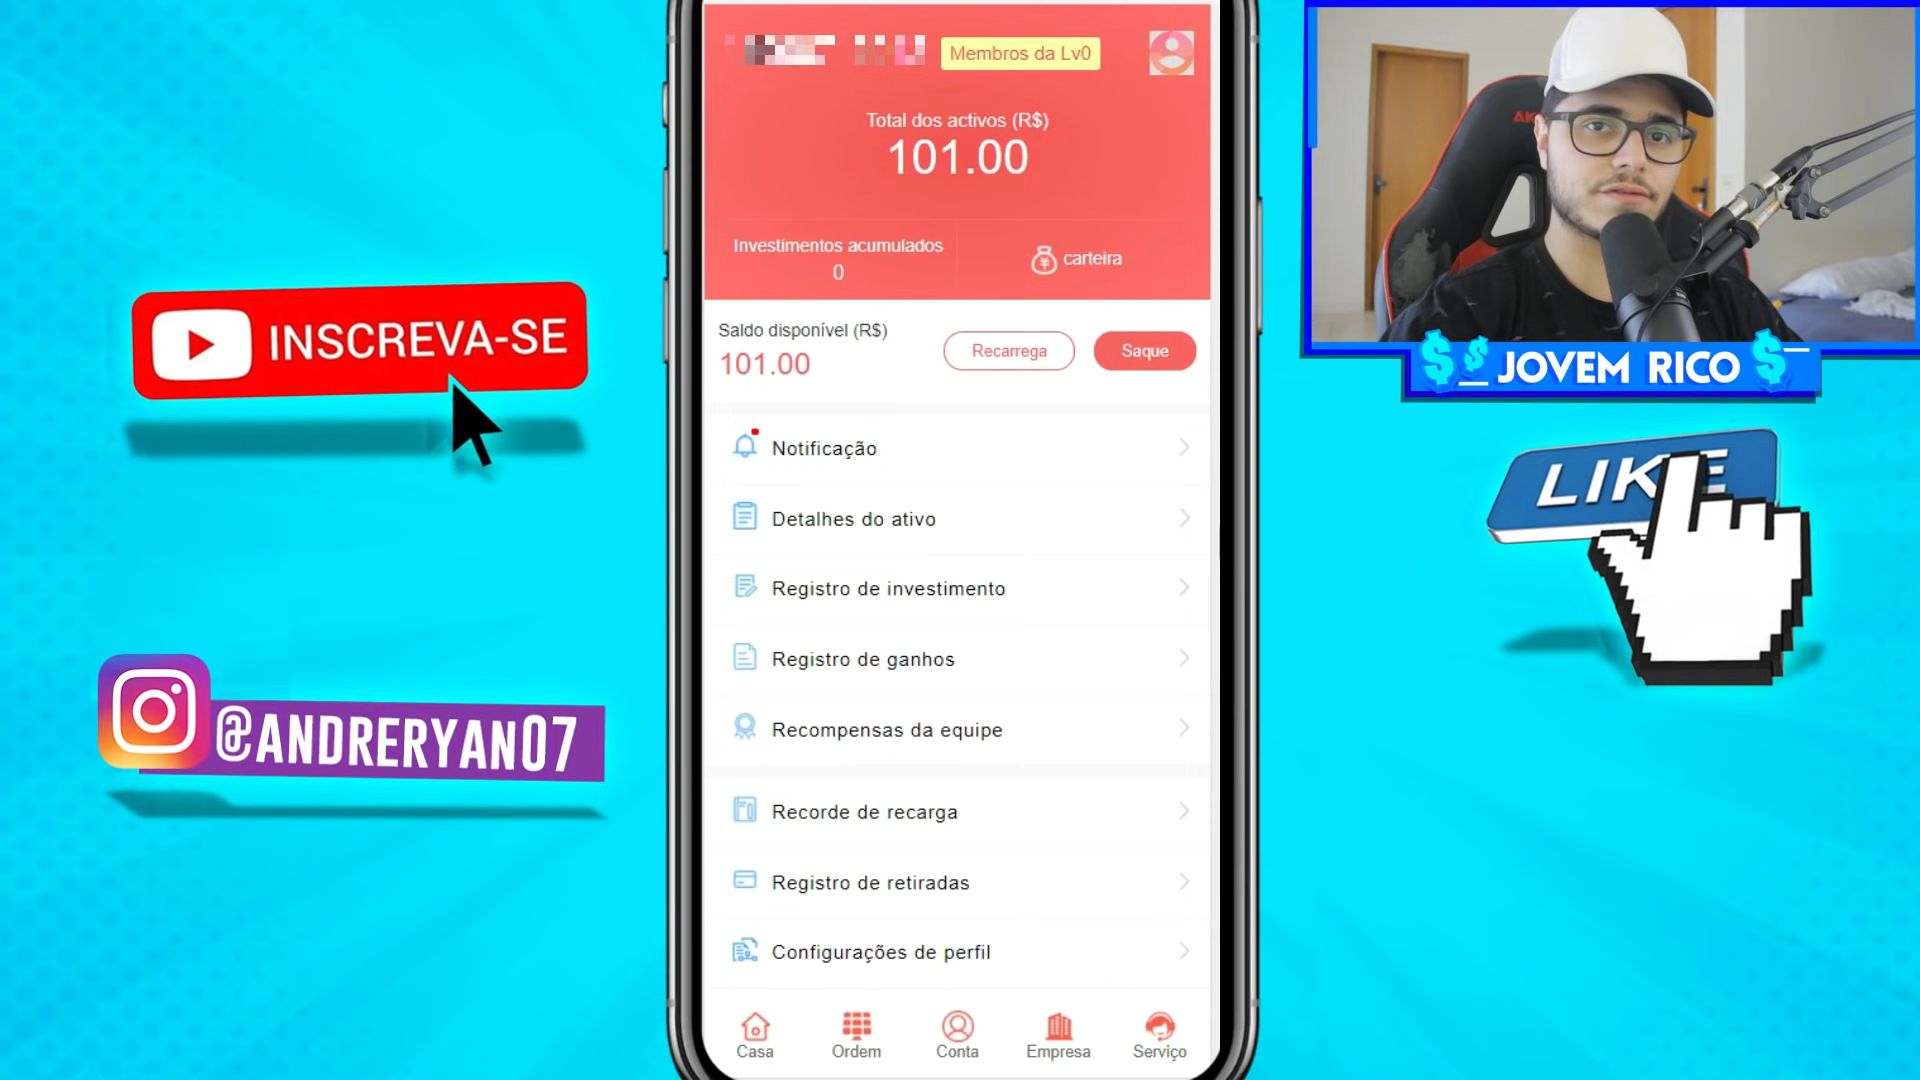 Membros da Lv0
Total dos activos (R$)
101.00
Investimentos acumulados
0
carteira
Saldo disponível (R$)
101.00
Recarrega
Saque
Notificação
Detalhes do ativo
Registro de investimento
Registro de ganhos
Recompensas da equipe
Recorde de recarga
Registro de retiradas
Configurações de perfil
Casa
Ordem
Conta
Empresa
Serviço
INSCREVA-SE
@ANDRERYAN07
JOVEM RICO
LIKE